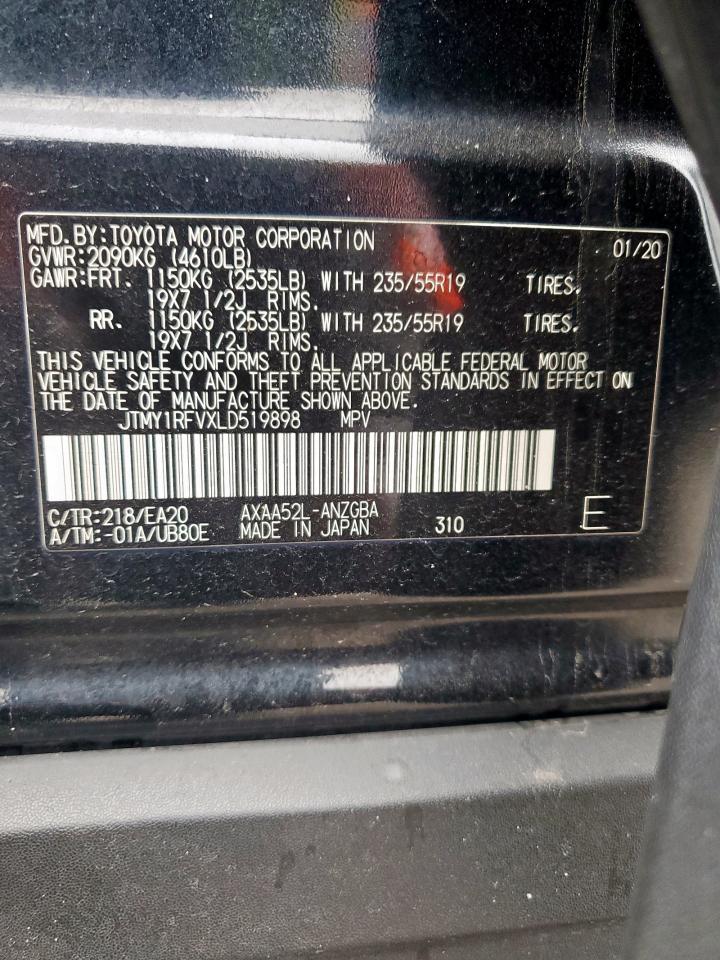 MFD.BY:TOYOTA MOTOR CORPORATION 01/20
GVWR:2090KG (4610LB)
GAWR:FRT. 1150KG (2535LB) WITH 235/55R19 TIRES.
19X7 1/2J RIMS.
RR. 1150KG (2535LB) WITH 235/55R19 TIRES.
19X7 1/2J RIMS.
THIS VEHICLE CONFORMS TO ALL APPLICABLE FEDERAL MOTOR
VEHICLE SAFETY AND THEFT PREVENTION STANDARDS IN EFFECT ON
THE DATE OF MANUFACTURE SHOWN ABOVE.
JTMY1RFVXLD519898 MPV
C/TR:218/EA20 AXAA52L-ANZGBA
A/TM:-01A/UB80E MADE IN JAPAN 310 E